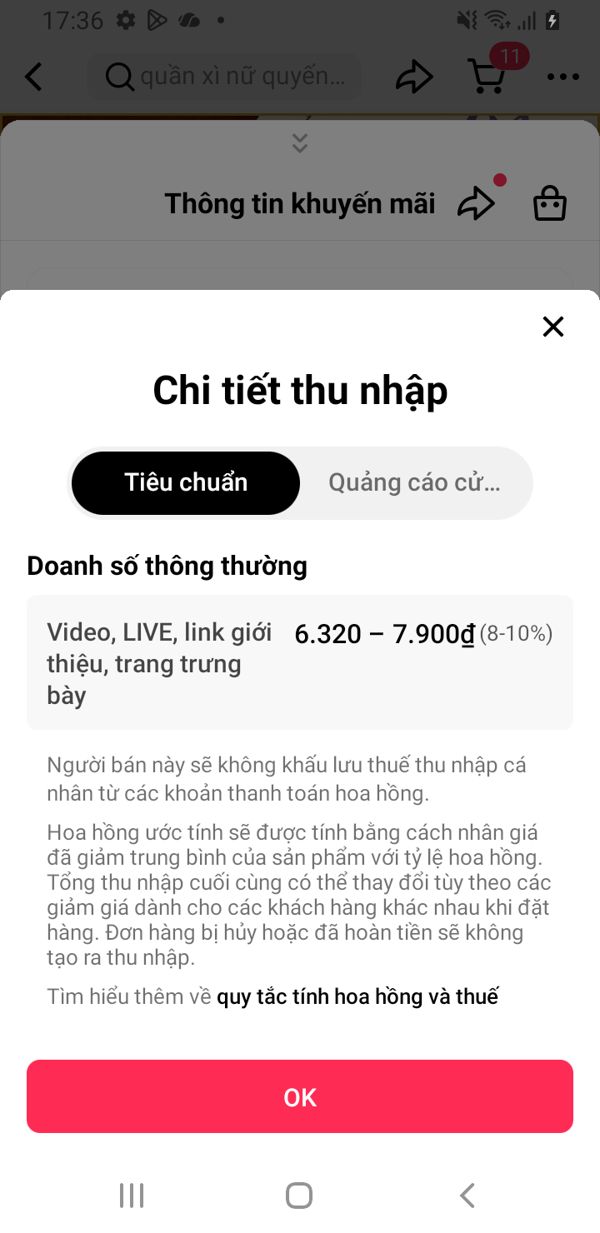 17:36
quần xì nữ quyến...
11
Thông tin khuyến mãi
Chi tiết thu nhập
Tiêu chuẩn
Quảng cáo cử...
Doanh số thông thường
Video, LIVE, link giới 6.320 – 7.900₫ (8-10%)
thiệu, trang trưng
bày
Người bán này sẽ không khấu lưu thuế thu nhập cá
nhân từ các khoản thanh toán hoa hồng.
Hoa hồng ước tính sẽ được tính bằng cách nhân giá
đã giảm trung bình của sản phẩm với tỷ lệ hoa hồng.
Tổng thu nhập cuối cùng có thể thay đổi tùy theo các
giảm giá dành cho các khách hàng khác nhau khi đặt
hàng. Đơn hàng bị hủy hoặc đã hoàn tiền sẽ không
tạo ra thu nhập.
Tìm hiểu thêm về quy tắc tính hoa hồng và thuế
OK